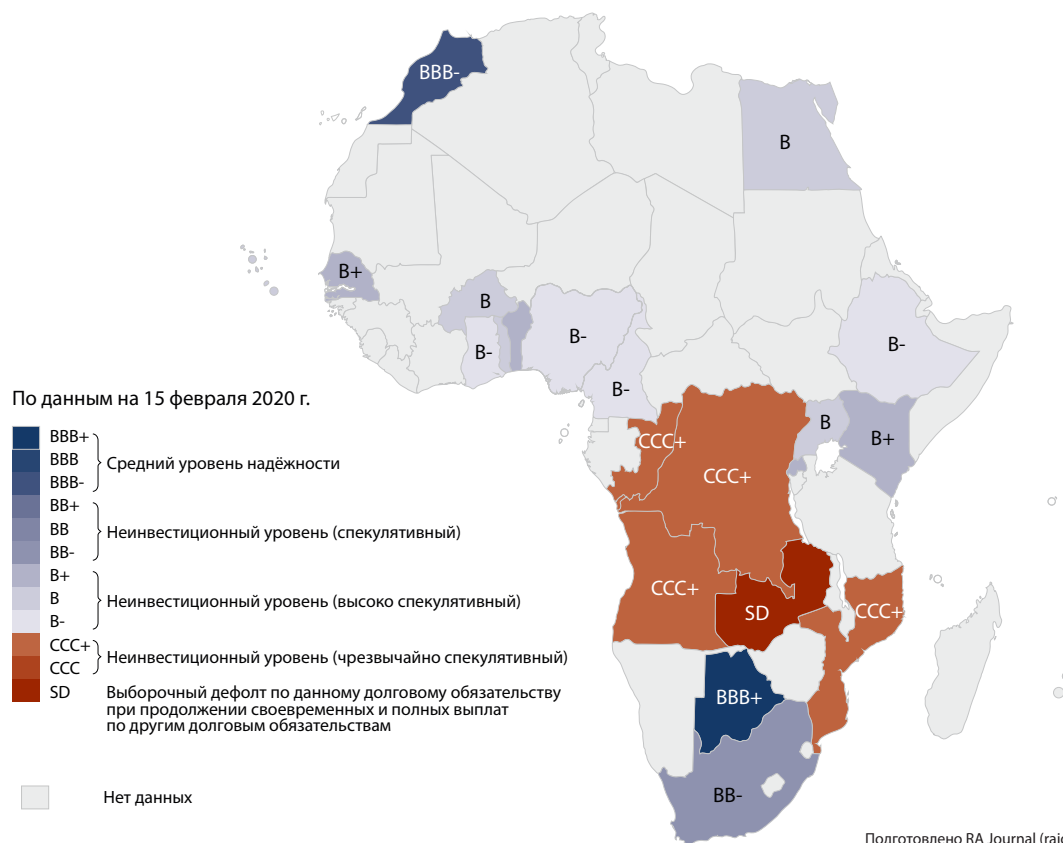 BBB-
B
B+
B
B-
B-
B-
B-
По данным на 15 февраля 2020 г.
BBB+
BBB
BBB-
Средний уровень надёжности
BB+
BB
BB-
Неинвестиционный уровень (спекулятивный)
B+
B
B-
Неинвестиционный уровень (высоко спекулятивный)
CCC+
CCC
Неинвестиционный уровень (чрезвычайно спекулятивный)
SD
Выборочный дефолт по данному долговому обязательству
при продолжении своевременных и полных выплат
по другим долговым обязательствам
Нет данных
CCC+
CCC+
B
B+
CCC+
SD
CCC+
BBB+
BB-
Подготовлено RA Journal (rajo